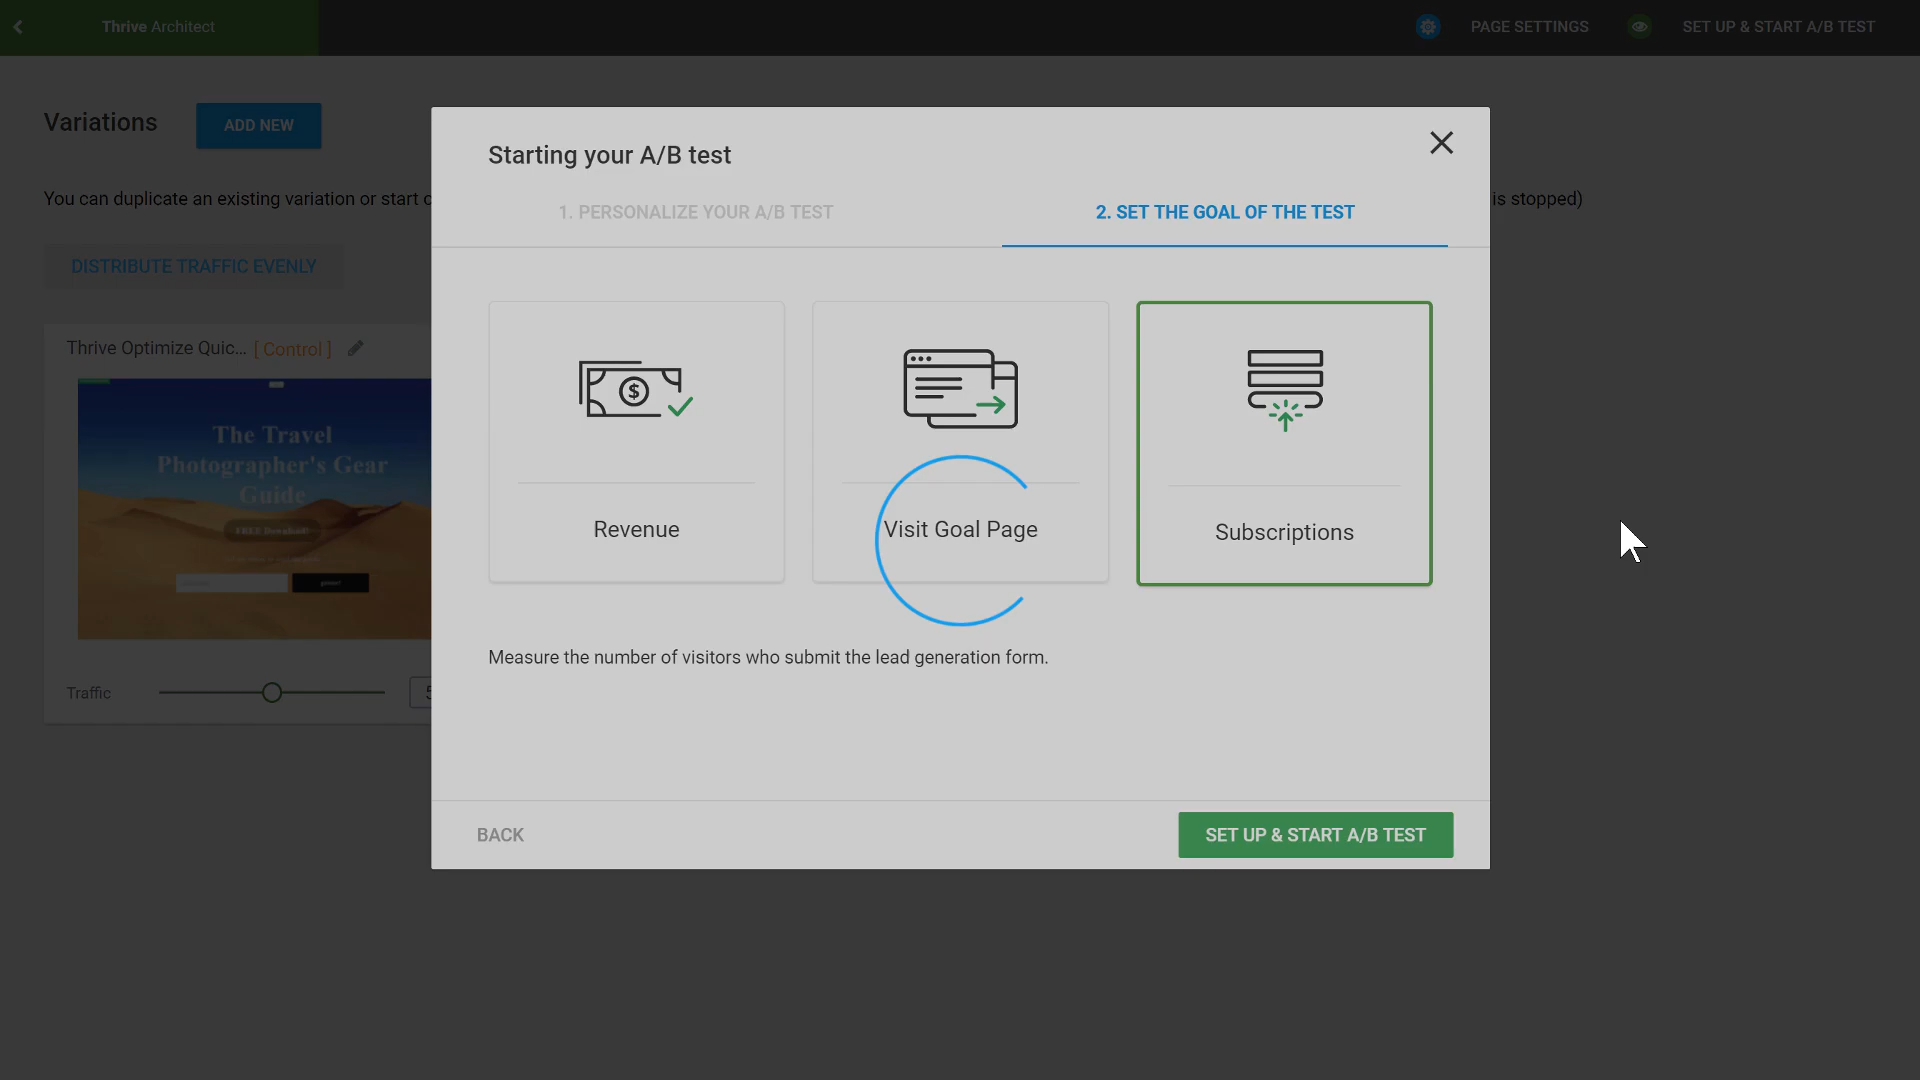 Thrive Architect
PAGE SETTINGS
SET UP & START A/B TEST
Variations
ADD NEW
You can duplicate an existing variation or start
is stopped)
DISTRIBUTE TRAFFIC EVENLY
Thrive Optimize Quic... [ Control ]
The Travel
Photographer's Gear
Guide
FREE Download!
Traffic
Starting your A/B test
1. PERSONALIZE YOUR A/B TEST
2. SET THE GOAL OF THE TEST
$
Revenue
Visit Goal Page
Subscriptions
Measure the number of visitors who submit the lead generation form.
BACK
SET UP & START A/B TEST